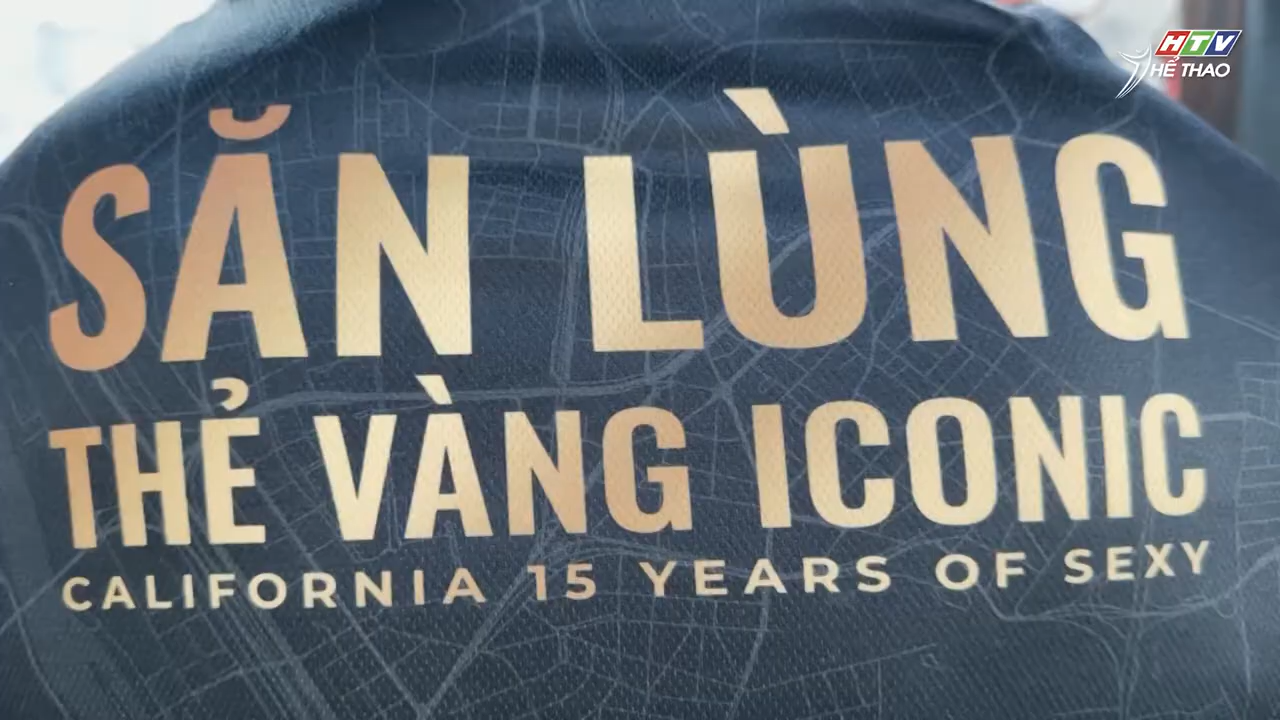 HTV
THỂ THAO
SĂN LÙNG
THẺ VÀNG ICONIC
CALIFORNIA 15 YEARS OF SEXY